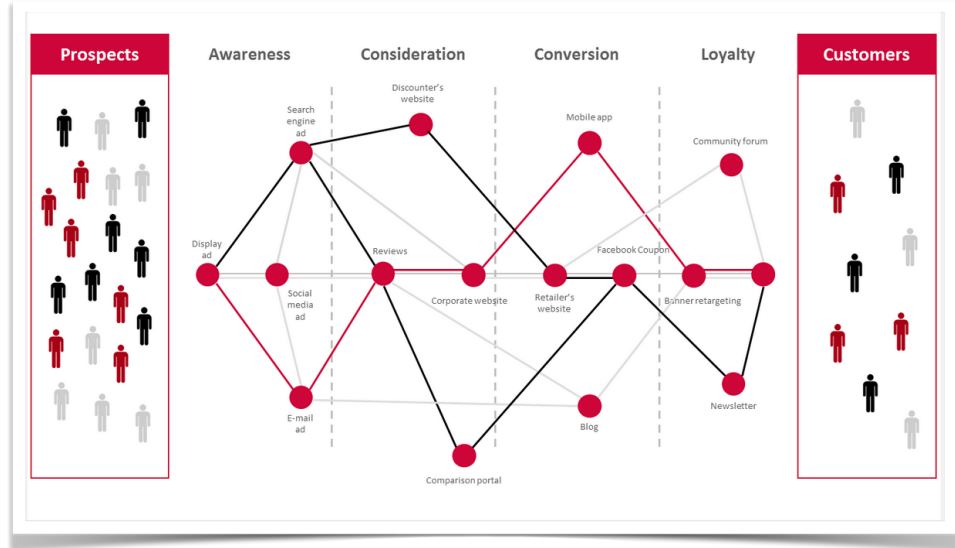 Prospects
Awareness
Consideration
Conversion
Loyalty
Customers
Search
engine
ad
Discounter's
website
Mobile app
Community forum
Display
ad
Social
media
ad
Reviews
Corporate website
Retailer's
website
Facebook Coupon
Banner retargeting
E-mail
ad
Comparison portal
Blog
Newsletter